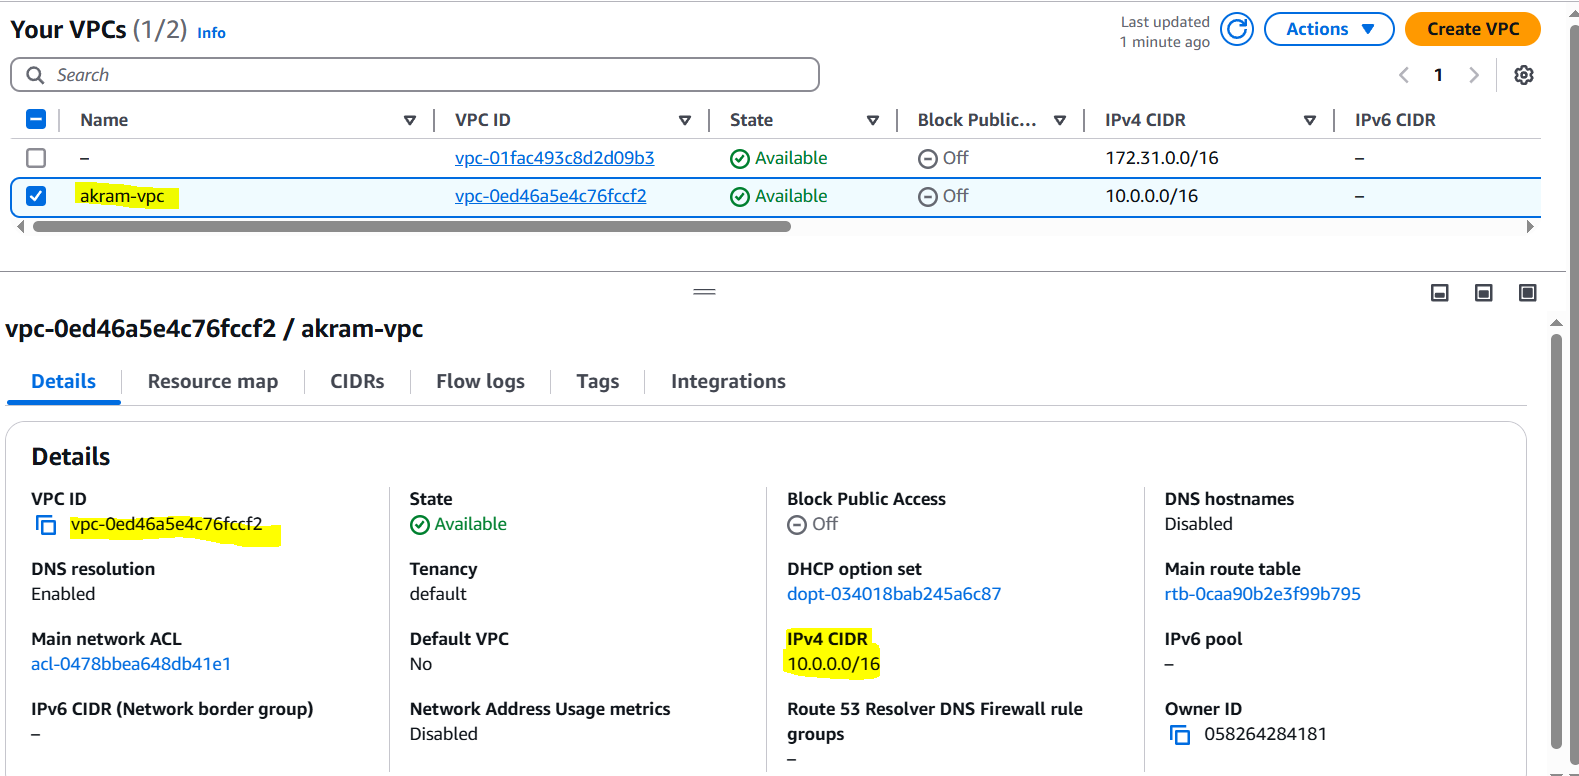 Your VPCs (1/2) Info
Last updated
1 minute ago
Actions
Create VPC
Search
1
Name VPC ID State Block Public... IPv4 CIDR IPv6 CIDR
– vpc-01fac493c8d2d09b3 Available Off 172.31.0.0/16 –
akram-vpc vpc-0ed46a5e4c76fccf2 Available Off 10.0.0.0/16 –
vpc-0ed46a5e4c76fccf2 / akram-vpc
Details Resource map CIDRs Flow logs Tags Integrations
Details
VPC ID State Block Public Access DNS hostnames
vpc-0ed46a5e4c76fccf2 Available Off Disabled
DNS resolution Tenancy DHCP option set Main route table
Enabled default dopt-034018bab245a6c87 rtb-0caa90b2e3f99b795
Main network ACL Default VPC IPv4 CIDR IPv6 pool
acl-0478bbea648db41e1 No 10.0.0.0/16 –
IPv6 CIDR (Network border group) Network Address Usage metrics Route 53 Resolver DNS Firewall rule groups Owner ID
– Disabled – 058264284181